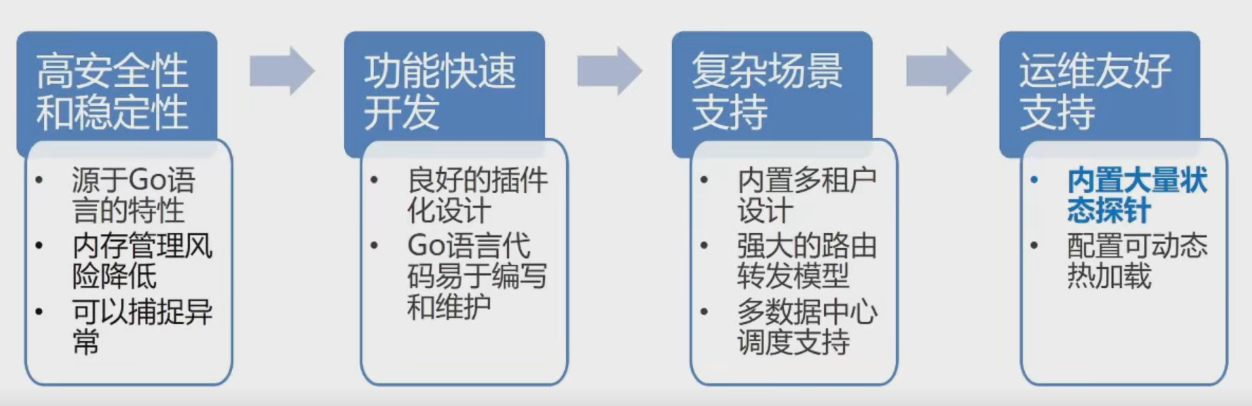 高安全性
和稳定性
• 源于Go语
言的特性
• 内存管理风
险降低
• 可以捕捉异
常
功能快速
开发
• 良好的插件
化设计
• Go语言代
码易于编写
和维护
复杂场景
支持
• 内置多租户
设计
• 强大的路由
转发模型
• 多数据中心
调度支持
运维友好
支持
• 内置大量状
态探针
• 配置可动态
热加载